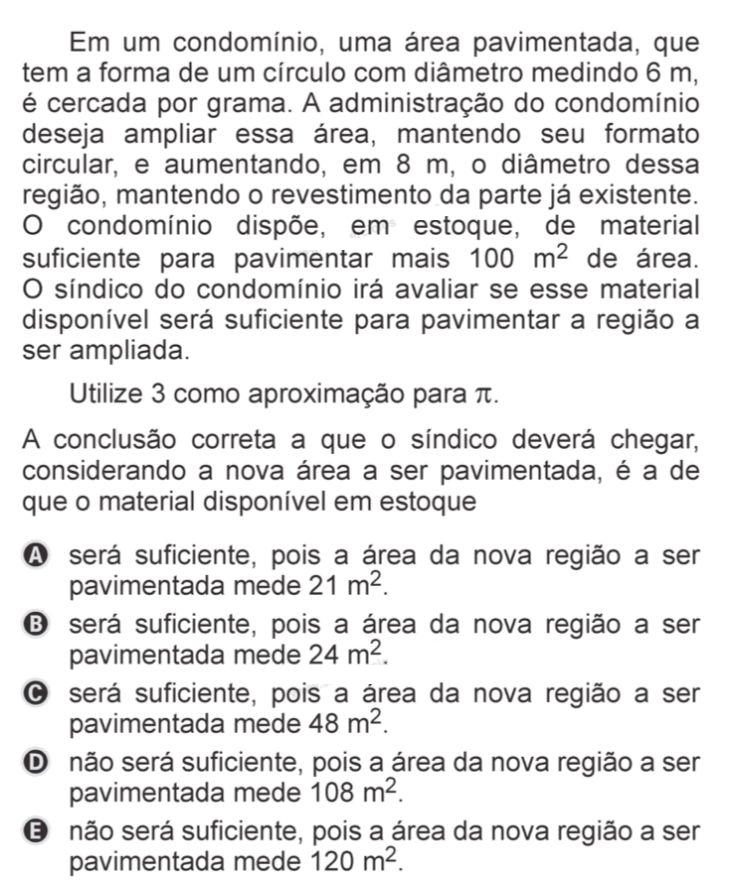 Em um condomínio, uma área pavimentada, que
tem a forma de um círculo com diâmetro medindo 6 m,
é cercada por grama. A administração do condomínio
deseja ampliar essa área, mantendo seu formato
circular, e aumentando, em 8 m, o diâmetro dessa
região, mantendo o revestimento da parte já existente.
O condomínio dispõe, em estoque, de material
suficiente para pavimentar mais 100 m² de área.
O síndico do condomínio irá avaliar se esse material
disponível será suficiente para pavimentar a região a
ser ampliada.
Utilize 3 como aproximação para π.
A conclusão correta a que o síndico deverá chegar,
considerando a nova área a ser pavimentada, é a de
que o material disponível em estoque
A será suficiente, pois a área da nova região a ser
pavimentada mede 21 m².
B será suficiente, pois a área da nova região a ser
pavimentada mede 24 m².
C será suficiente, pois a área da nova região a ser
pavimentada mede 48 m².
D não será suficiente, pois a área da nova região a ser
pavimentada mede 108 m².
E não será suficiente, pois a área da nova região a ser
pavimentada mede 120 m².